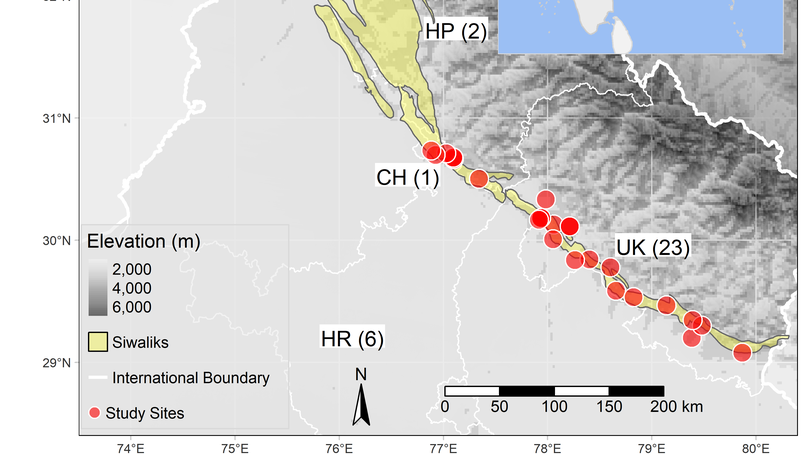 HP (2)
31°N
CH (1)
30°N
UK (23)
Elevation (m)
2,000
4,000
6,000
Siwaliks
International Boundary
Study Sites
HR (6)
29°N
N
0 50 100 150 200 km
74°E 75°E 76°E 77°E 78°E 79°E 80°E